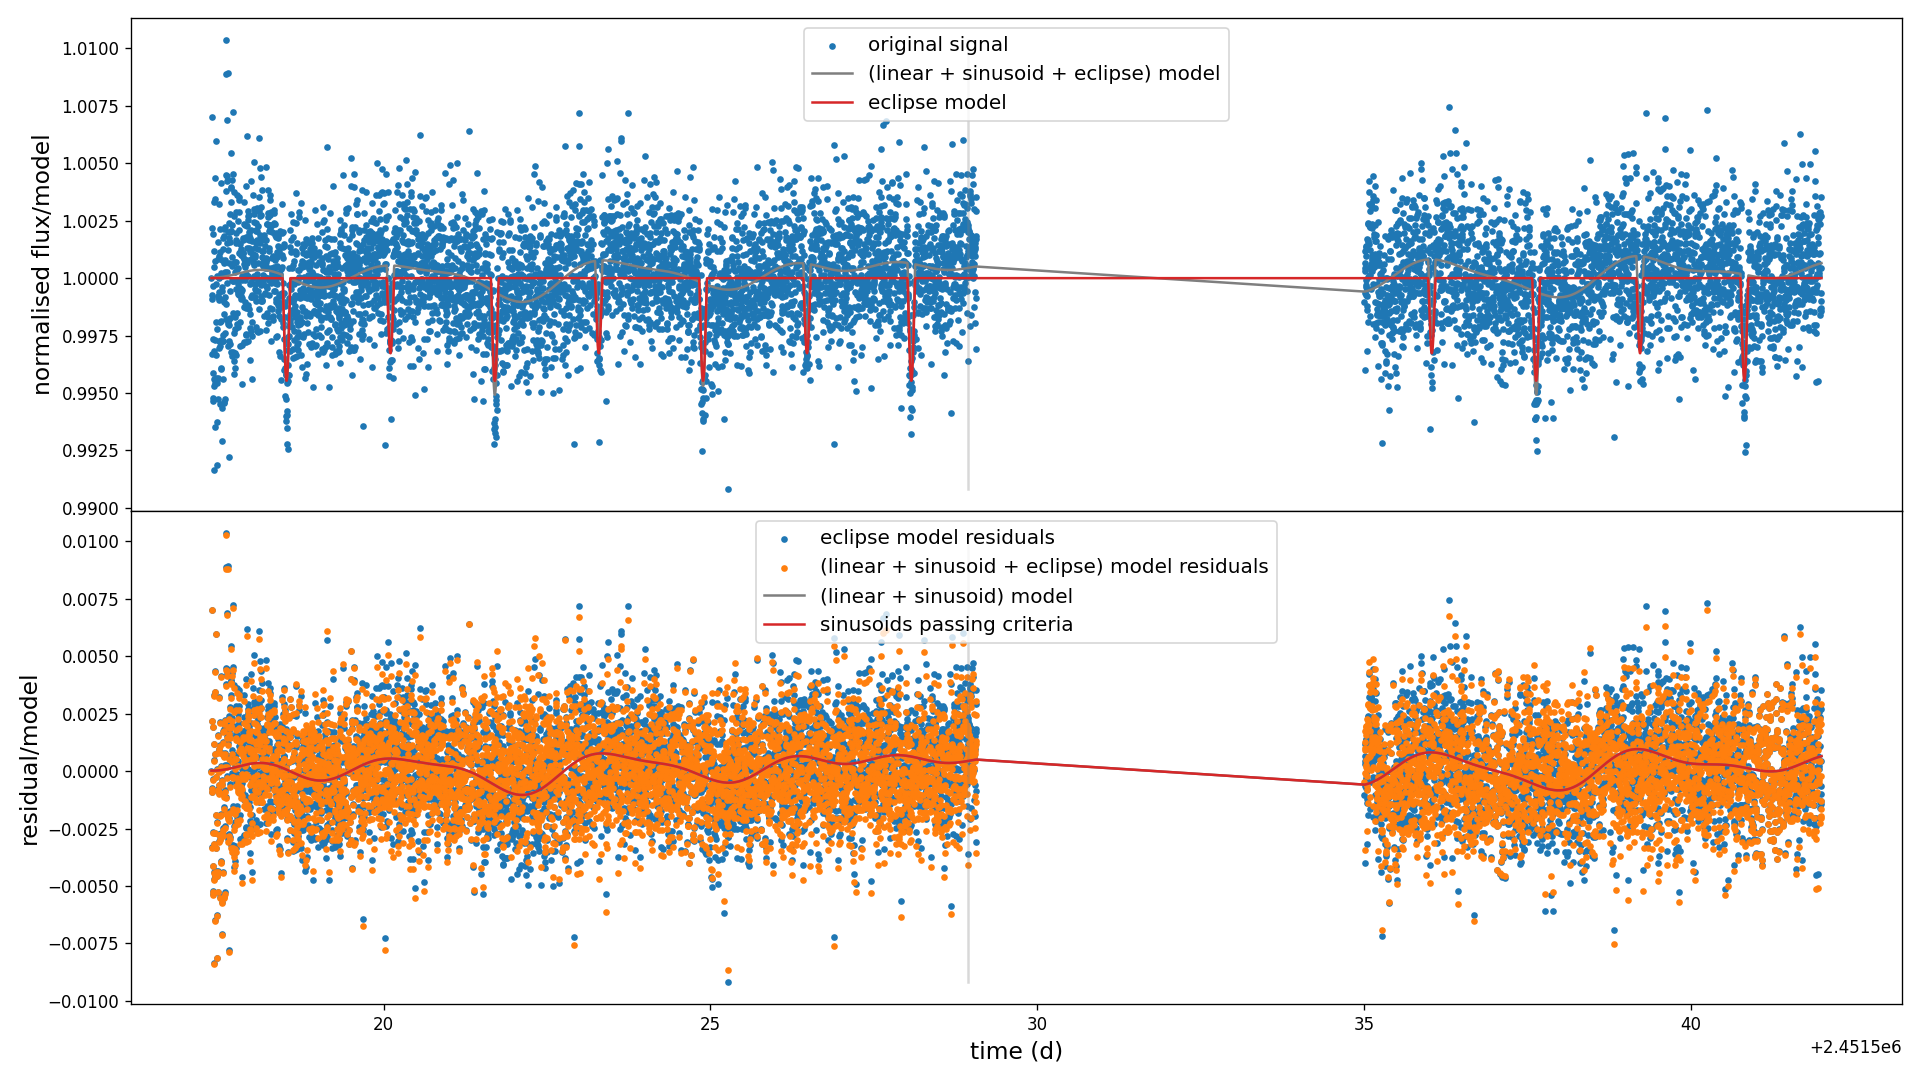 original signal
(linear + sinusoid + eclipse) model
eclipse model
normalised flux/model
1.0100
1.0075
1.0050
1.0025
1.0000
0.9975
0.9950
0.9925
0.9900
eclipse model residuals
(linear + sinusoid + eclipse) model residuals
(linear + sinusoid) model
sinusoids passing criteria
residual/model
0.0100
0.0075
0.0050
0.0025
0.0000
−0.0025
−0.0050
−0.0075
−0.0100
20 25 30 35 40
time (d)
+2.4515e6